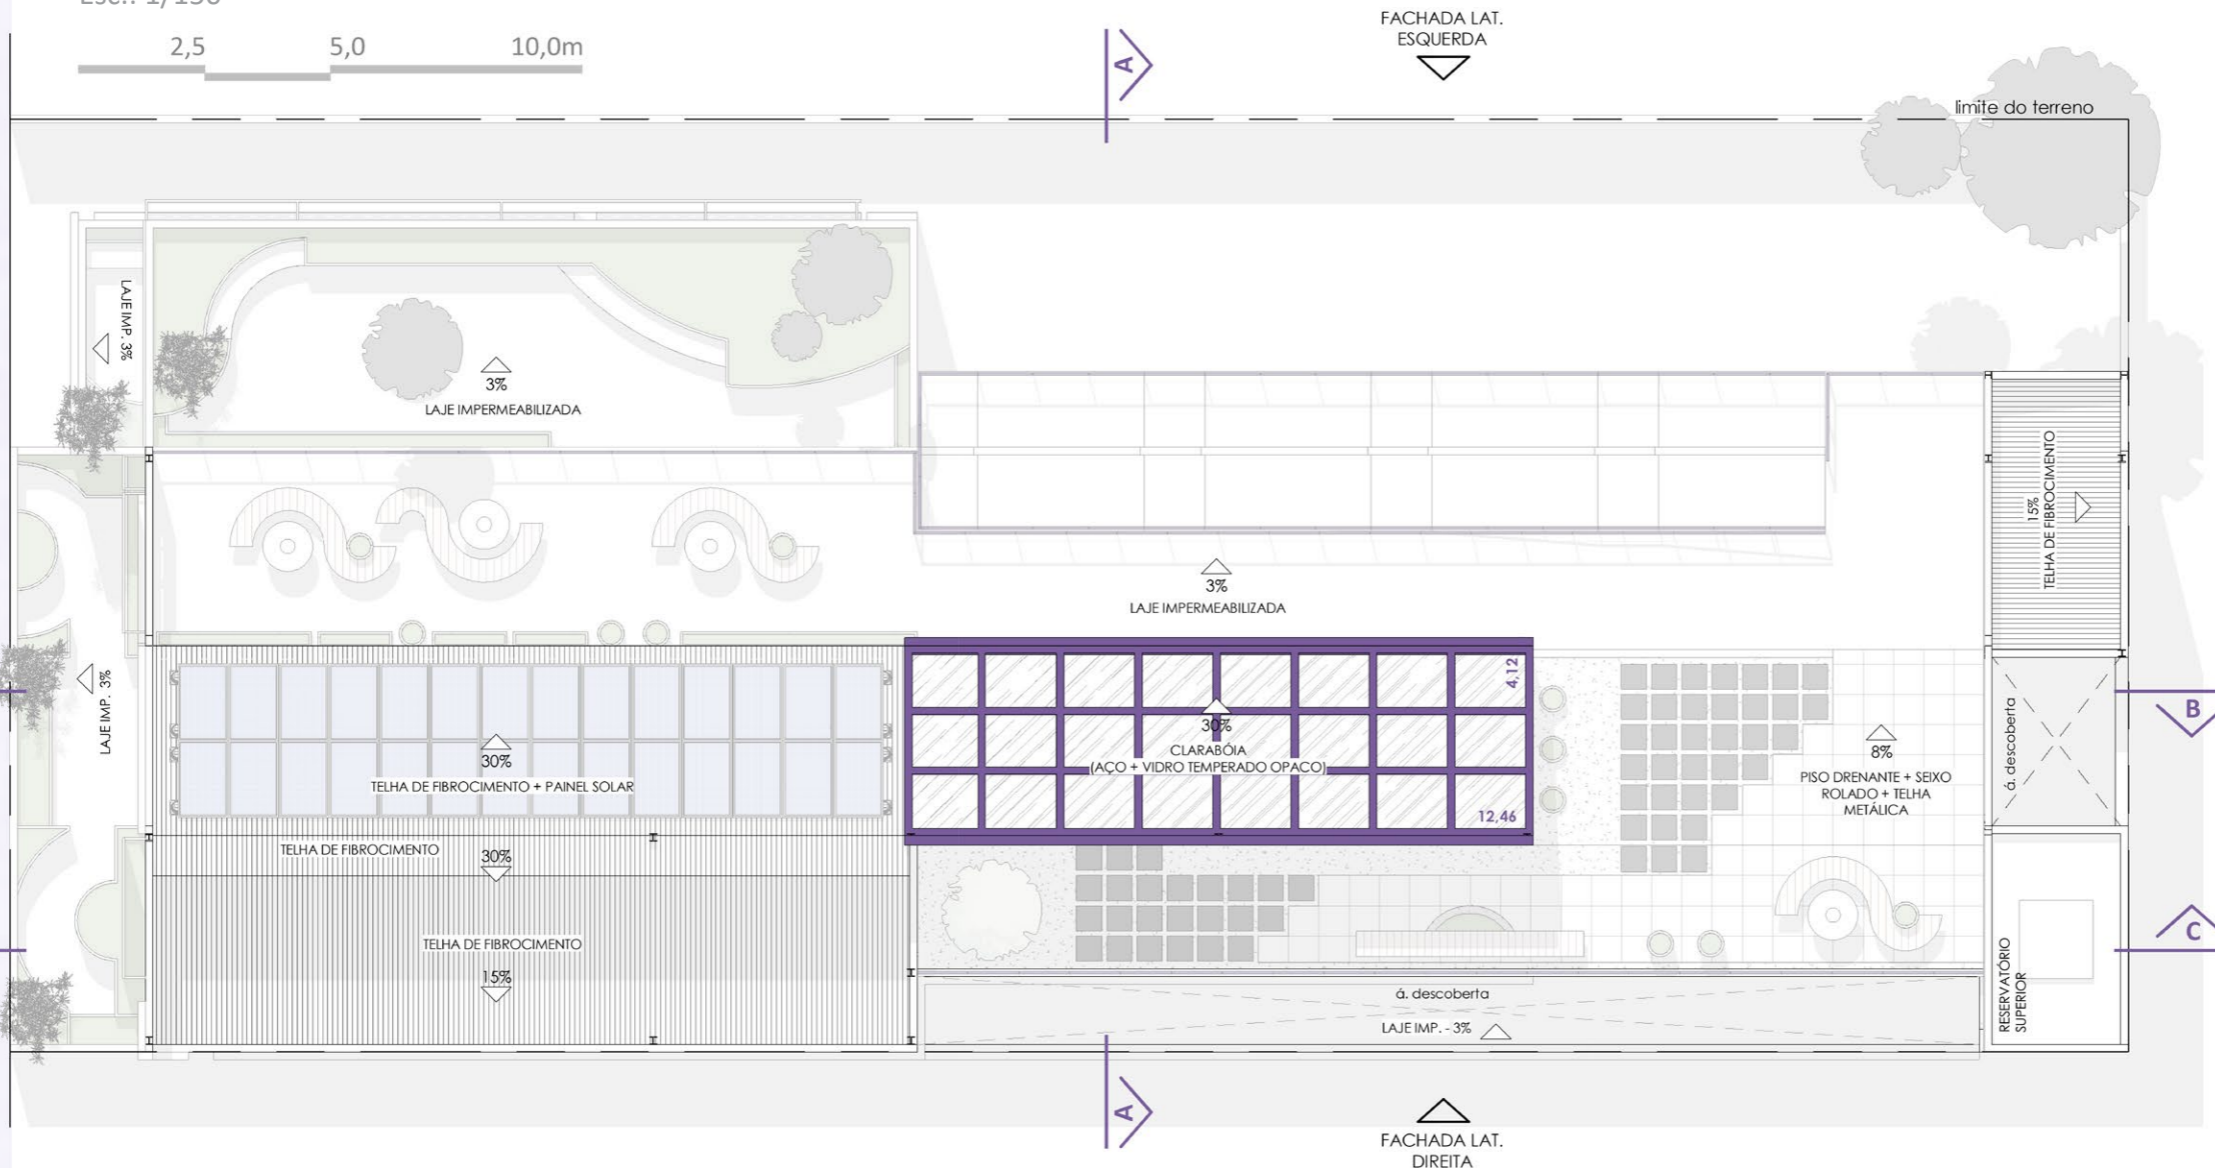 2,5 5,0 10,0m
FACHADA LAT.
ESQUERDA
A
limite do terreno
LAJE IMP. 3%
3%
LAJE IMPERMEABILIZADA
15%
TELHA DE FIBROCIMENTO
3%
LAJE IMPERMEABILIZADA
LAJE IMP. 3%
4,12
30%
CLARABÓIA
(AÇO + VIDRO TEMPERADO OPACO)
12,46
30%
TELHA DE FIBROCIMENTO + PAINEL SOLAR
8%
PISO DRENANTE + SEIXO
ROLADO + TELHA
METÁLICA
á. descoberta
B
TELHA DE FIBROCIMENTO
30%
TELHA DE FIBROCIMENTO
15%
C
RESERVATÓRIO
SUPERIOR
á. descoberta
LAJE IMP. - 3%
A
FACHADA LAT.
DIREITA